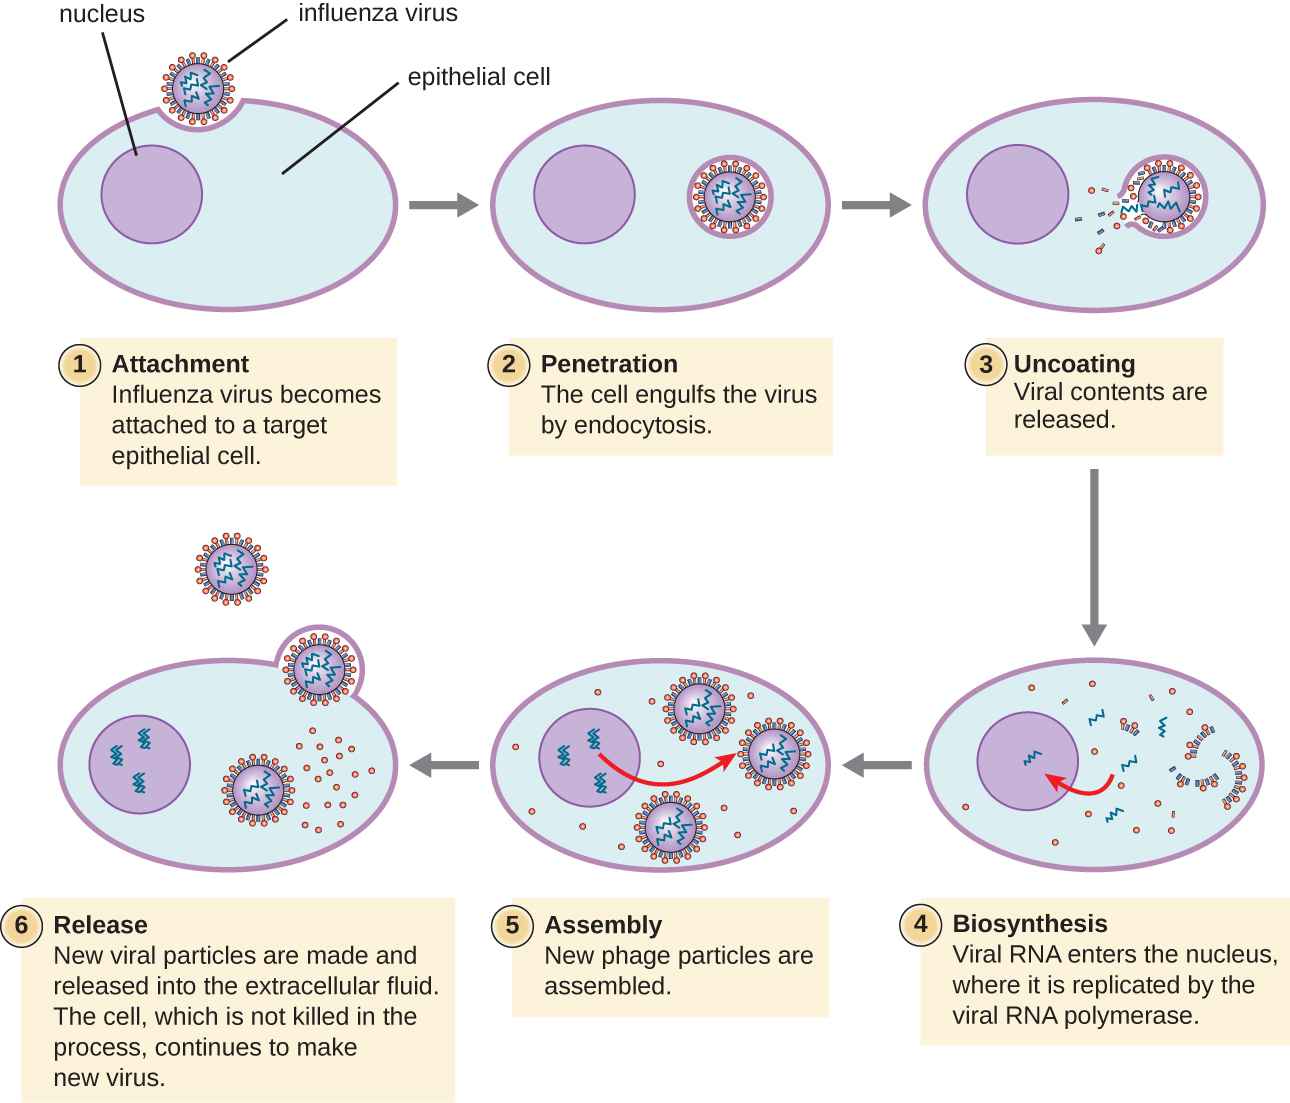 nucleus
influenza virus
epithelial cell
1 Attachment
Influenza virus becomes
attached to a target
epithelial cell.
2 Penetration
The cell engulfs the virus
by endocytosis.
3 Uncoating
Viral contents are
released.
4 Biosynthesis
Viral RNA enters the nucleus,
where it is replicated by the
viral RNA polymerase.
5 Assembly
New phage particles are
assembled.
6 Release
New viral particles are made and
released into the extracellular fluid.
The cell, which is not killed in the
process, continues to make
new virus.